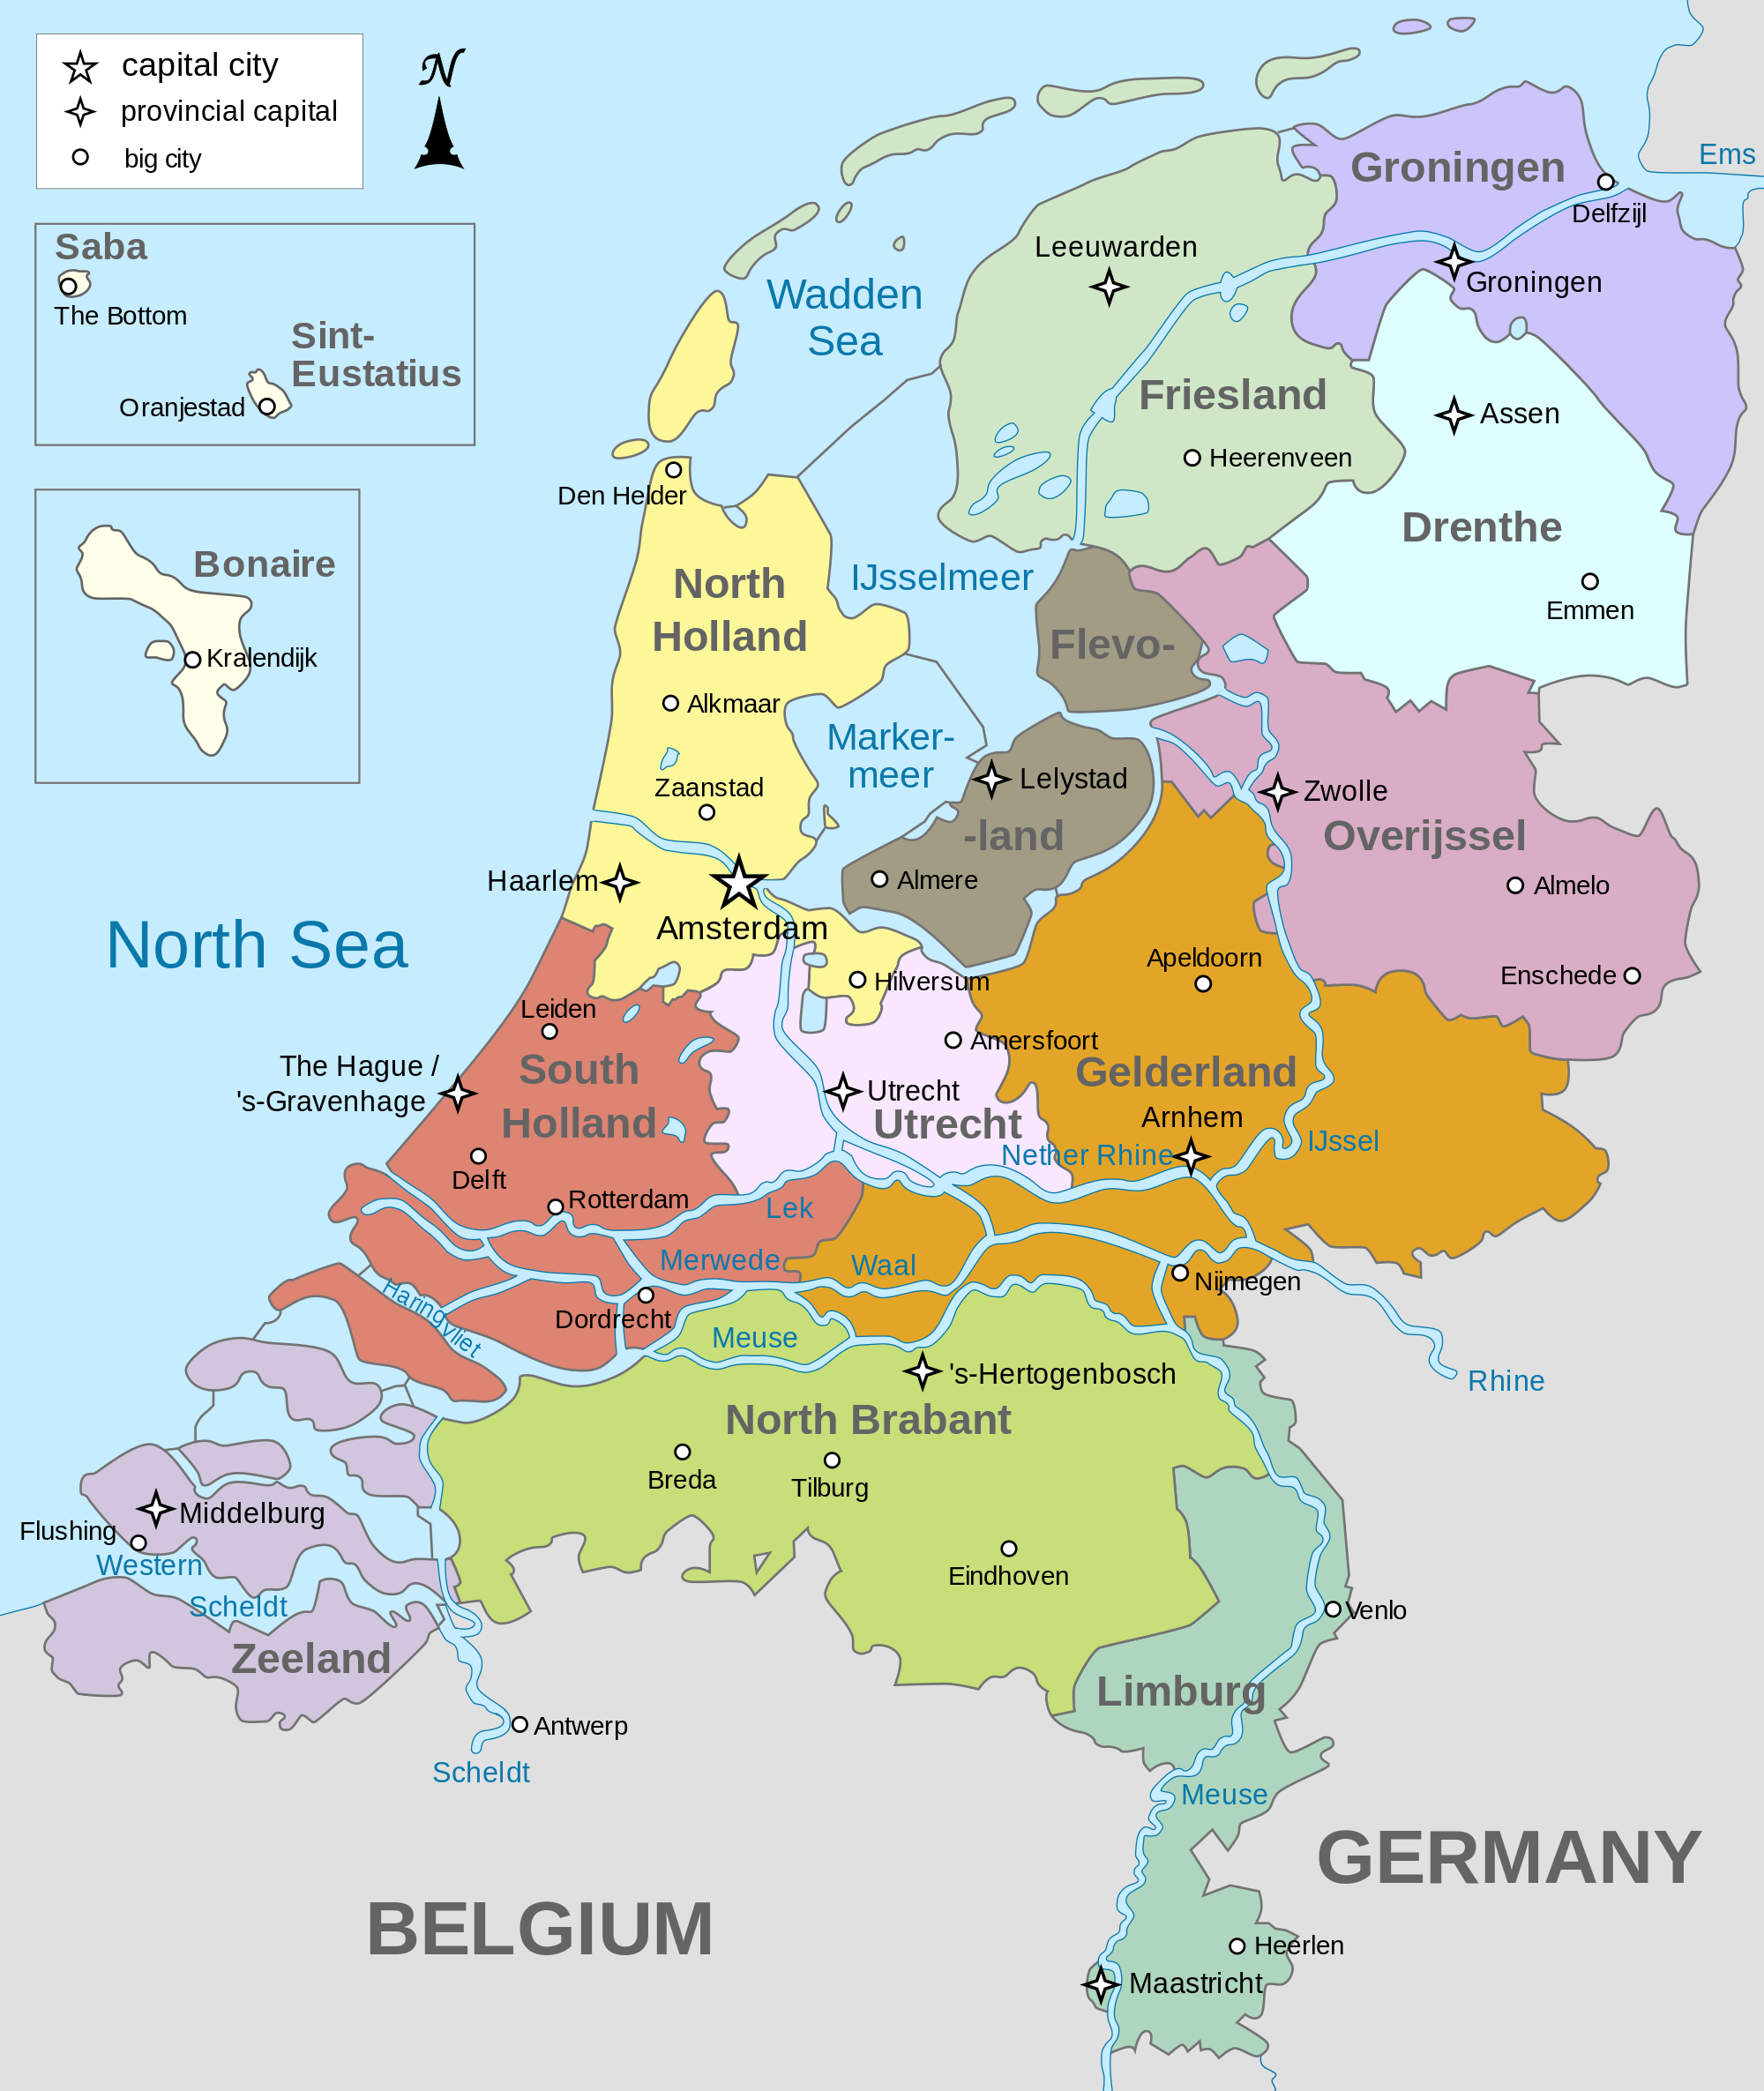 capital city
provincial capital
big city
N
Saba
The Bottom
Sint-
Eustatius
Oranjestad
Bonaire
Kralendijk
Ems
Groningen
Delfzijl
Groningen
Leeuwarden
Wadden
Sea
Friesland
Assen
Heerenveen
Den Helder
Drenthe
North
Holland
IJsselmeer
Emmen
Flevo-
Alkmaar
Marker-
meer
Zaanstad
Lelystad
Zwolle
-land
Overijssel
Haarlem
Almere
Almelo
Amsterdam
North Sea
Apeldoorn
Hilversum
Enschede
Leiden
Amersfoort
The Hague /
's-Gravenhage
South
Holland
Gelderland
Utrecht
Utrecht
Arnhem
Nether Rhine
IJssel
Delft
Rotterdam
Lek
Merwede
Waal
Nijmegen
Haringvliet
Dordrecht
Meuse
's-Hertogenbosch
Rhine
North Brabant
Breda
Tilburg
Middelburg
Flushing
Western
Scheldt
Eindhoven
Venlo
Zeeland
Limburg
Antwerp
Scheldt
Meuse
GERMANY
BELGIUM
Heerlen
Maastricht